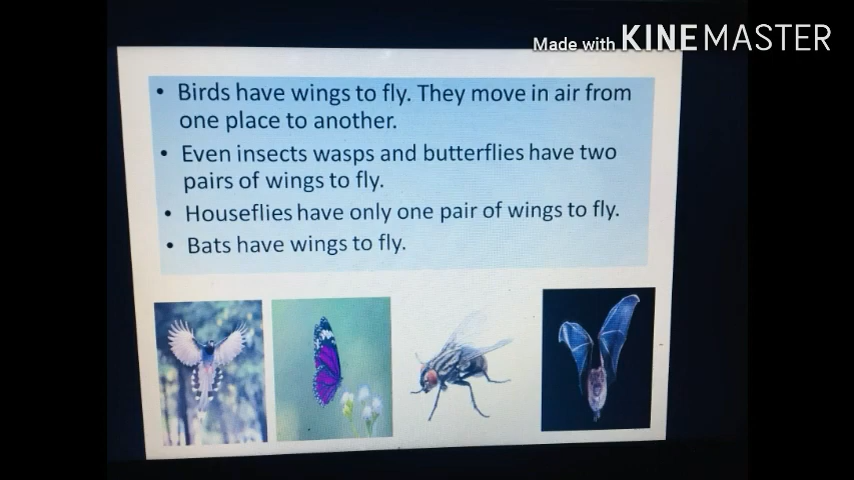 Made with KINEMASTER
• Birds have wings to fly. They move in air from
one place to another.
• Even insects wasps and butterflies have two
pairs of wings to fly.
• Houseflies have only one pair of wings to fly.
• Bats have wings to fly.